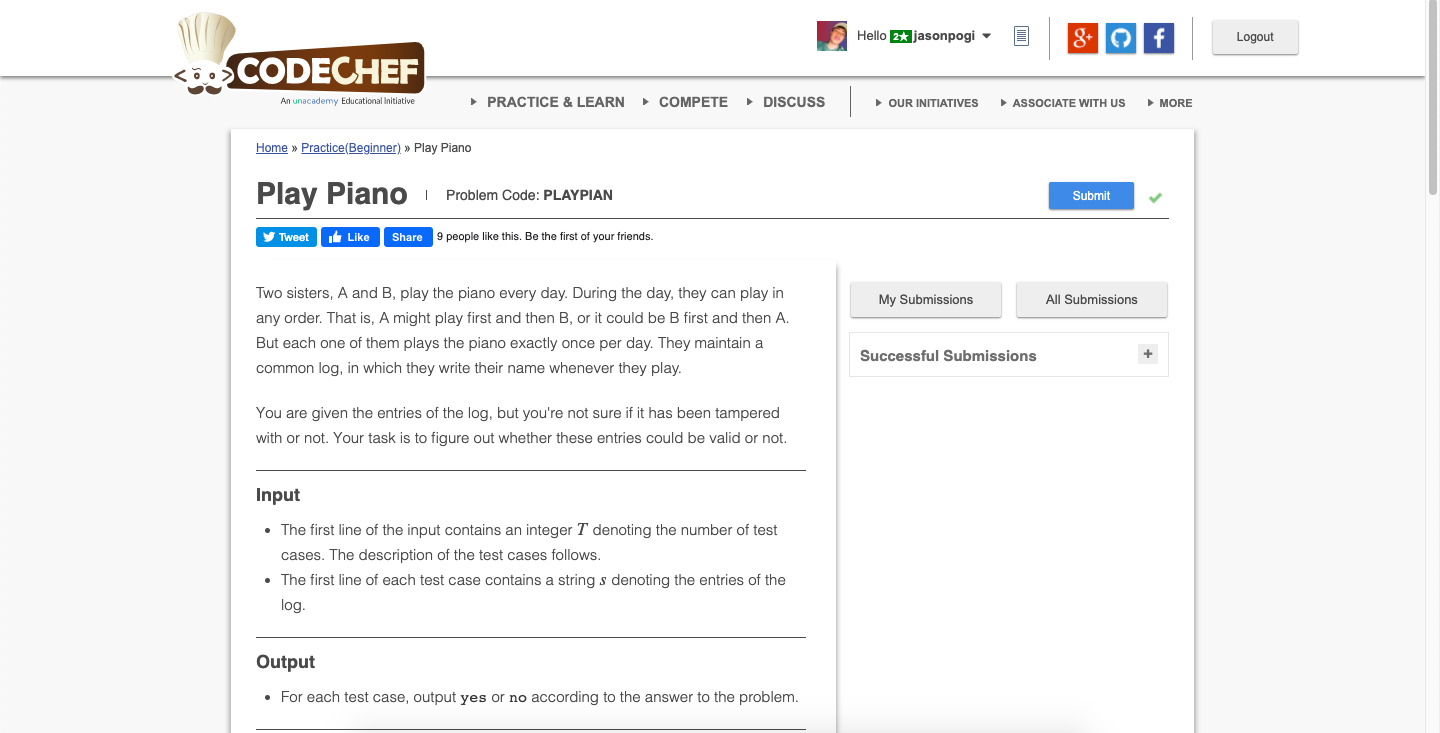 CODECHEF
An unacademy Educational Initiative
Hello 2★ jasonpogi
g+
f
Logout
PRACTICE & LEARN COMPETE DISCUSS OUR INITIATIVES ASSOCIATE WITH US MORE
Home » Practice(Beginner) » Play Piano
Play Piano
Problem Code: PLAYPIAN
Submit
Tweet Like Share 9 people like this. Be the first of your friends.
Two sisters, A and B, play the piano every day. During the day, they can play in
any order. That is, A might play first and then B, or it could be B first and then A.
But each one of them plays the piano exactly once per day. They maintain a
common log, in which they write their name whenever they play.
You are given the entries of the log, but you're not sure if it has been tampered
with or not. Your task is to figure out whether these entries could be valid or not.
Input
• The first line of the input contains an integer T denoting the number of test
cases. The description of the test cases follows.
• The first line of each test case contains a string s denoting the entries of the
log.
Output
• For each test case, output yes or no according to the answer to the problem.
My Submissions All Submissions
Successful Submissions +